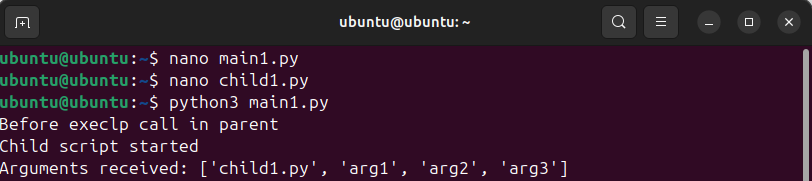 ubuntu@ubuntu: ~
ubuntu@ubuntu:~$ nano main1.py
ubuntu@ubuntu:~$ nano child1.py
ubuntu@ubuntu:~$ python3 main1.py
Before execlp call in parent
Child script started
Arguments received: ['child1.py', 'arg1', 'arg2', 'arg3']